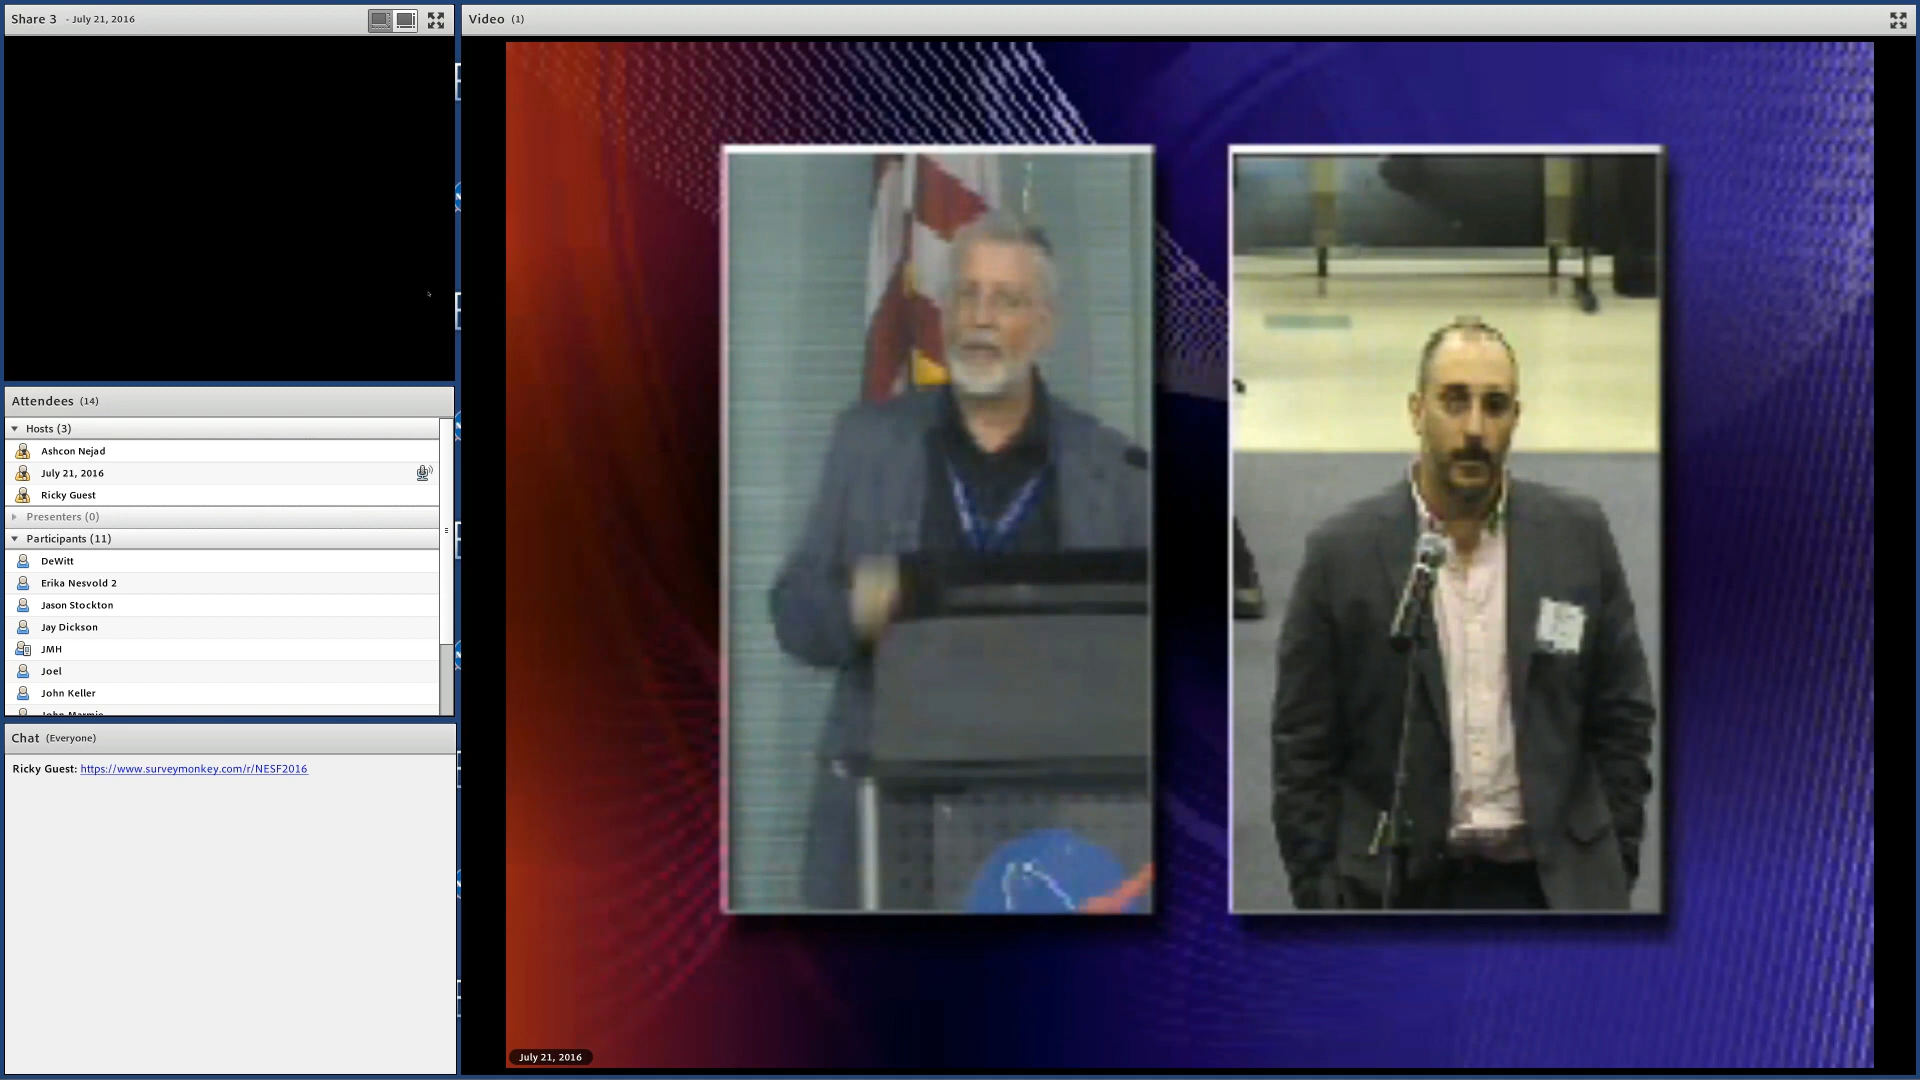 Share 3 - July 21, 2016
Attendees (14)
Hosts (3)
Ashcon Nejad
July 21, 2016
Ricky Guest
Presenters (0)
Participants (11)
DeWitt
Erika Nesvold 2
Jason Stockton
Jay Dickson
JMH
Joel
John Keller
John Marmie
Chat (Everyone)
Ricky Guest: https://www.surveymonkey.com/r/NESF2016
Video (1)
July 21, 2016